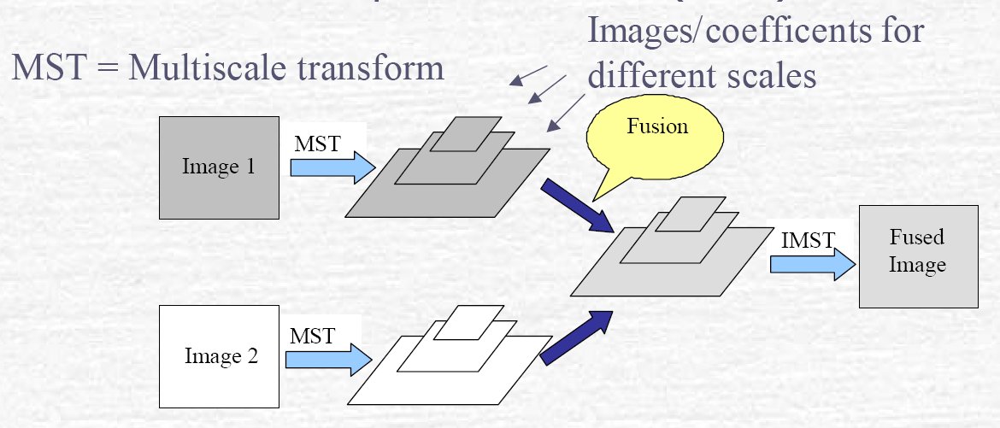 MST = Multiscale transform
Images/coefficents for
different scales
Fusion
Image 1
MST
Image 2
MST
IMST
Fused
Image